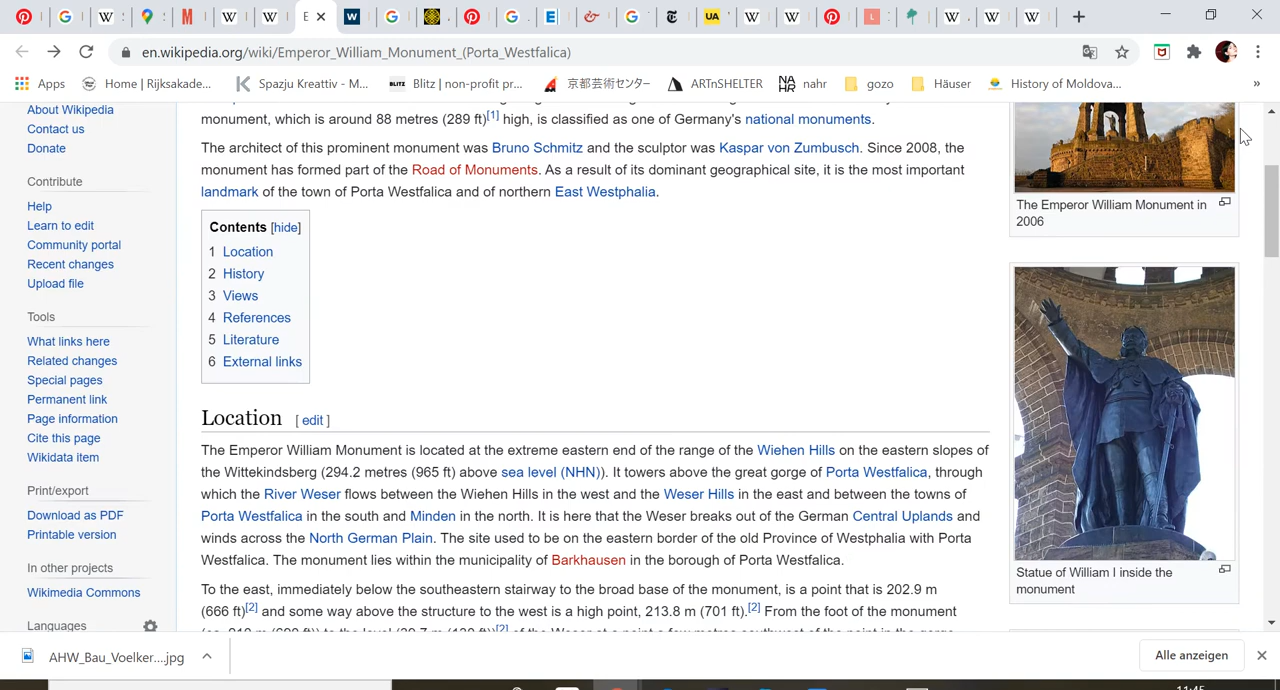 E
W
en.wikipedia.org/wiki/Emperor_William_Monument_(Porta_Westfalica)
Apps
Home | Rijksakade...
Spazju Kreattiv - M...
BLITZ
Blitz | non-profit pr...
京都芸術センター
ARTnSHELTER
NA HR
nahr
gozo
Häuser
History of Moldova...
»
About Wikipedia
Contact us
Donate
Contribute
Help
Learn to edit
Community portal
Recent changes
Upload file
Tools
What links here
Related changes
Special pages
Permanent link
Page information
Cite this page
Wikidata item
Print/export
Download as PDF
Printable version
In other projects
Wikimedia Commons
Languages
monument, which is around 88 metres (289 ft)[1] high, is classified as one of Germany's national monuments.
The architect of this prominent monument was Bruno Schmitz and the sculptor was Kaspar von Zumbusch. Since 2008, the
monument has formed part of the Road of Monuments. As a result of its dominant geographical site, it is the most important
landmark of the town of Porta Westfalica and of northern East Westphalia.
Contents [hide]
1 Location
2 History
3 Views
4 References
5 Literature
6 External links
Location [ edit ]
The Emperor William Monument is located at the extreme eastern end of the range of the Wiehen Hills on the eastern slopes of
the Wittekindsberg (294.2 metres (965 ft) above sea level (NHN)). It towers above the great gorge of Porta Westfalica, through
which the River Weser flows between the Wiehen Hills in the west and the Weser Hills in the east and between the towns of
Porta Westfalica in the south and Minden in the north. It is here that the Weser breaks out of the German Central Uplands and
winds across the North German Plain. The site used to be on the eastern border of the old Province of Westphalia with Porta
Westfalica. The monument lies within the municipality of Barkhausen in the borough of Porta Westfalica.
To the east, immediately below the southeastern stairway to the broad base of the monument, is a point that is 202.9 m
(666 ft)[2] and some way above the structure to the west is a high point, 213.8 m (701 ft).[2] From the foot of the monument
The Emperor William Monument in
2006
Statue of William I inside the
monument
AHW_Bau_Voelker....jpg
Alle anzeigen